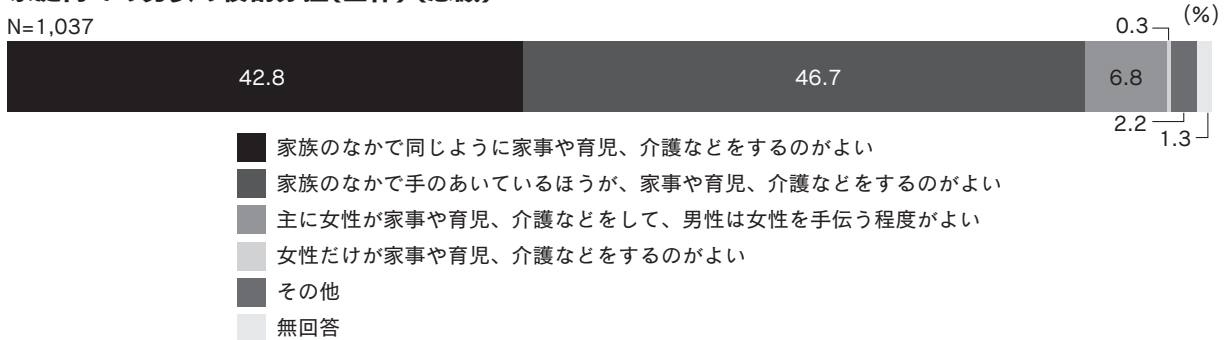 N=1,037
(%)
0.3
42.8
46.7
6.8
2.2
1.3
家族のなかで同じように家事や育児、介護などをするのがよい
家族のなかで手のあいているほうが、家事や育児、介護などをするのがよい
主に女性が家事や育児、介護などをして、男性は女性を手伝う程度がよい
女性だけが家事や育児、介護などをするのがよい
その他
無回答